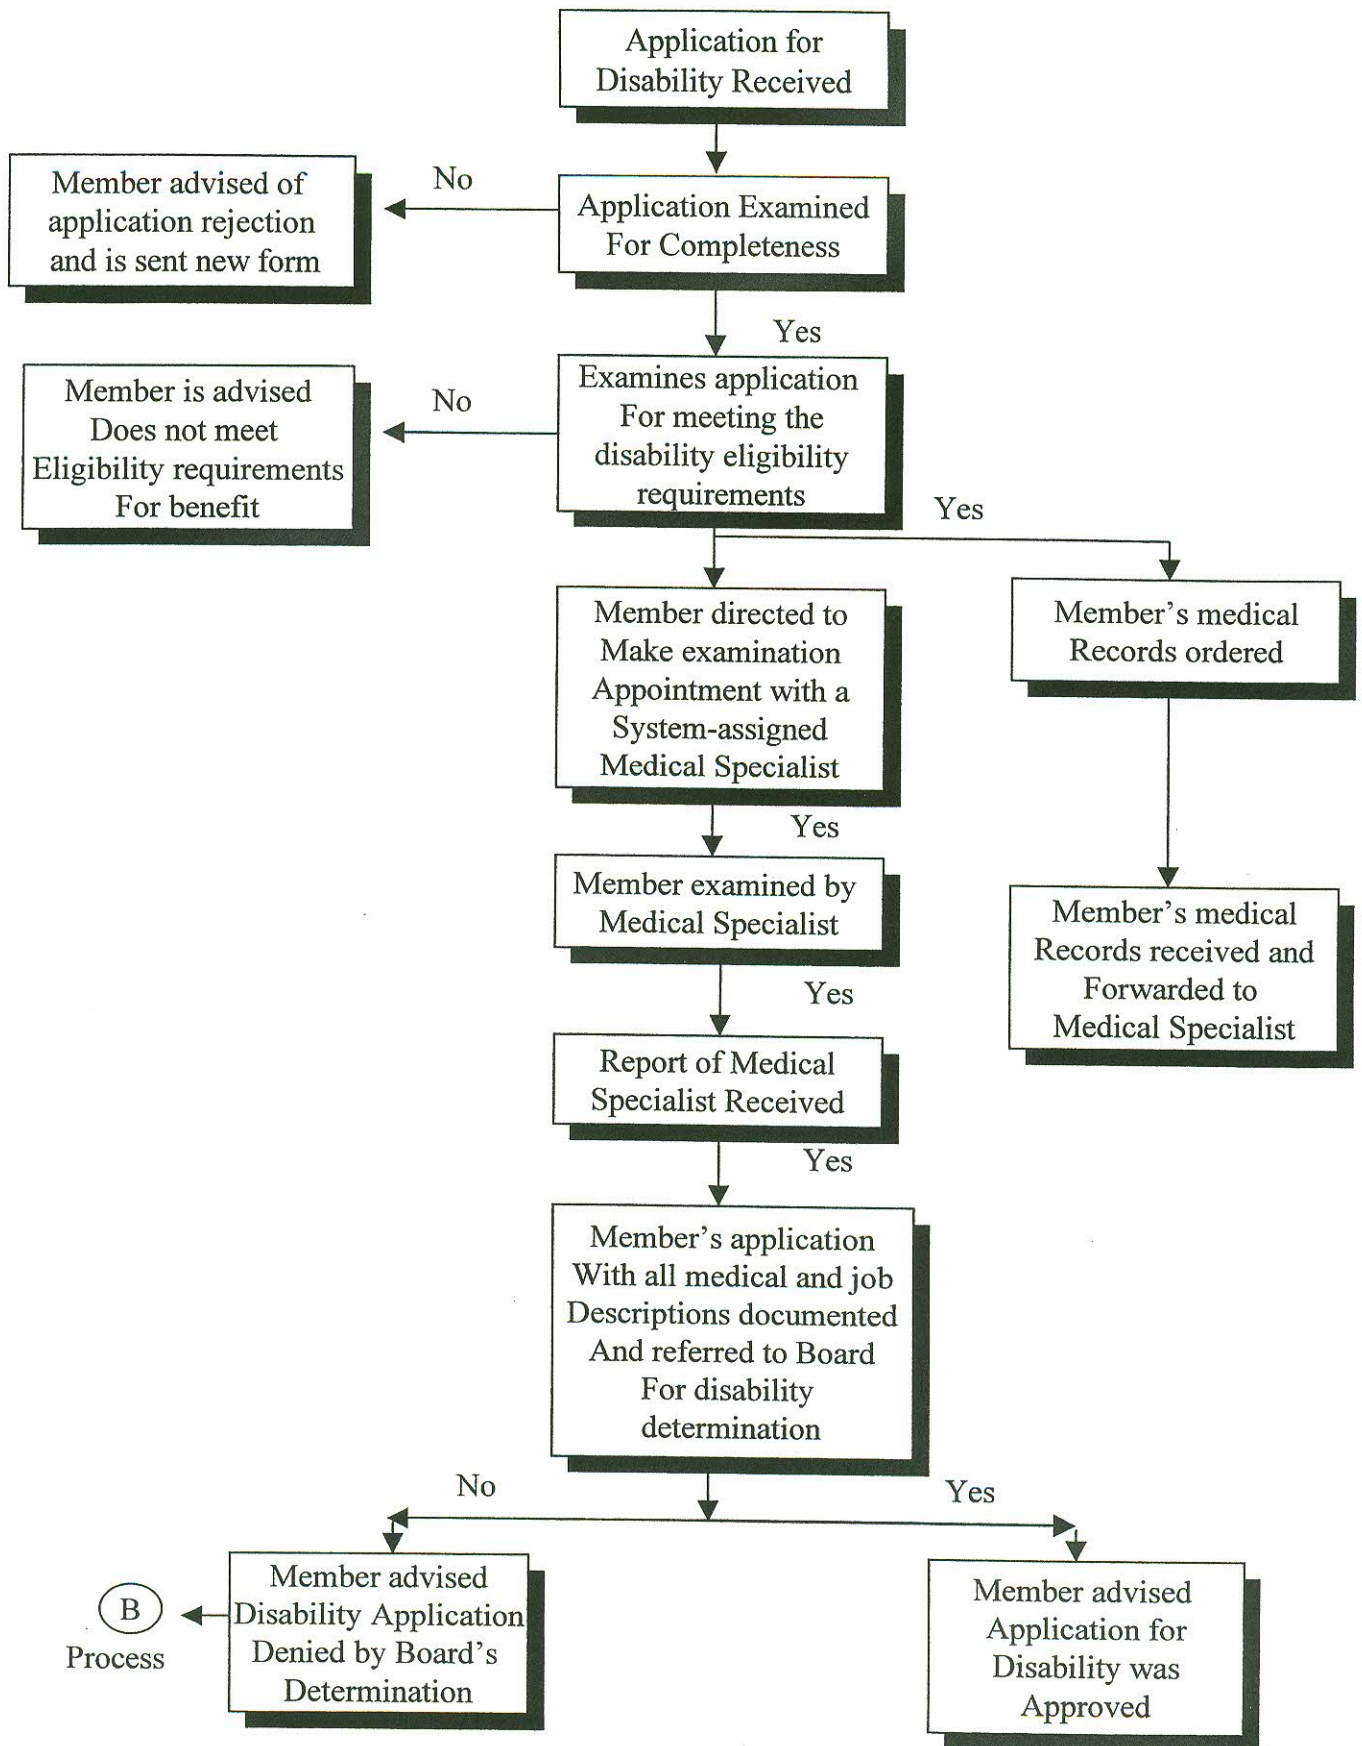 Application for
Disability Received
No
Member advised of
application rejection
and is sent new form
Application Examined
For Completeness
Yes
Member is advised
Does not meet
Eligibility requirements
For benefit
No
Examines application
For meeting the
disability eligibility
requirements
Yes
Member directed to
Make examination
Appointment with a
System-assigned
Medical Specialist
Member's medical
Records ordered
Yes
Member examined by
Medical Specialist
Member's medical
Records received and
Forwarded to
Medical Specialist
Yes
Report of Medical
Specialist Received
Yes
Member's application
With all medical and job
Descriptions documented
And referred to Board
For disability
determination
No
Yes
B
Process
Member advised
Disability Application
Denied by Board's
Determination
Member advised
Application for
Disability was
Approved